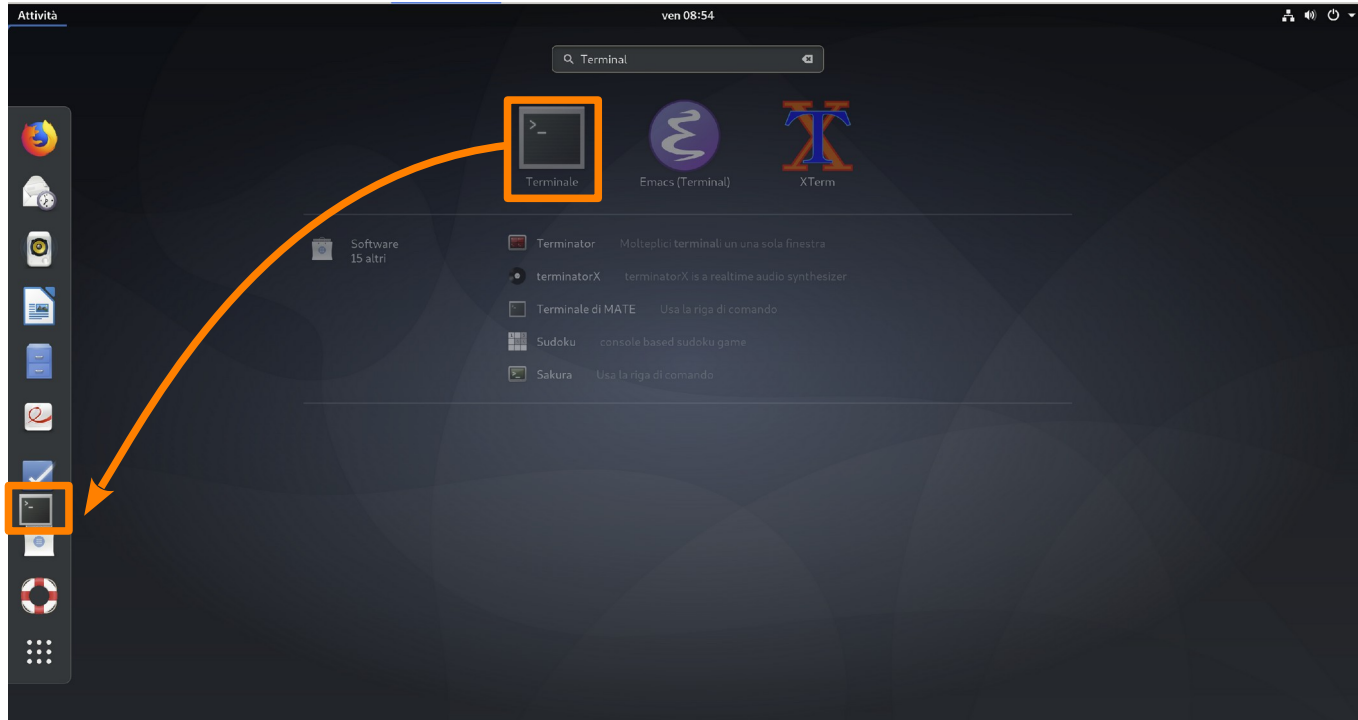 Attività
ven 08:54
Terminal
Terminale
Emacs (Terminal)
XTerm
Software
15 altri
Terminator Molteplici terminali un una sola finestra
terminatorX terminatorX is a realtime audio synthesizer
Terminale di MATE Usa la riga di comando
Sudoku console based sudoku game
Sakura Usa la riga di comando